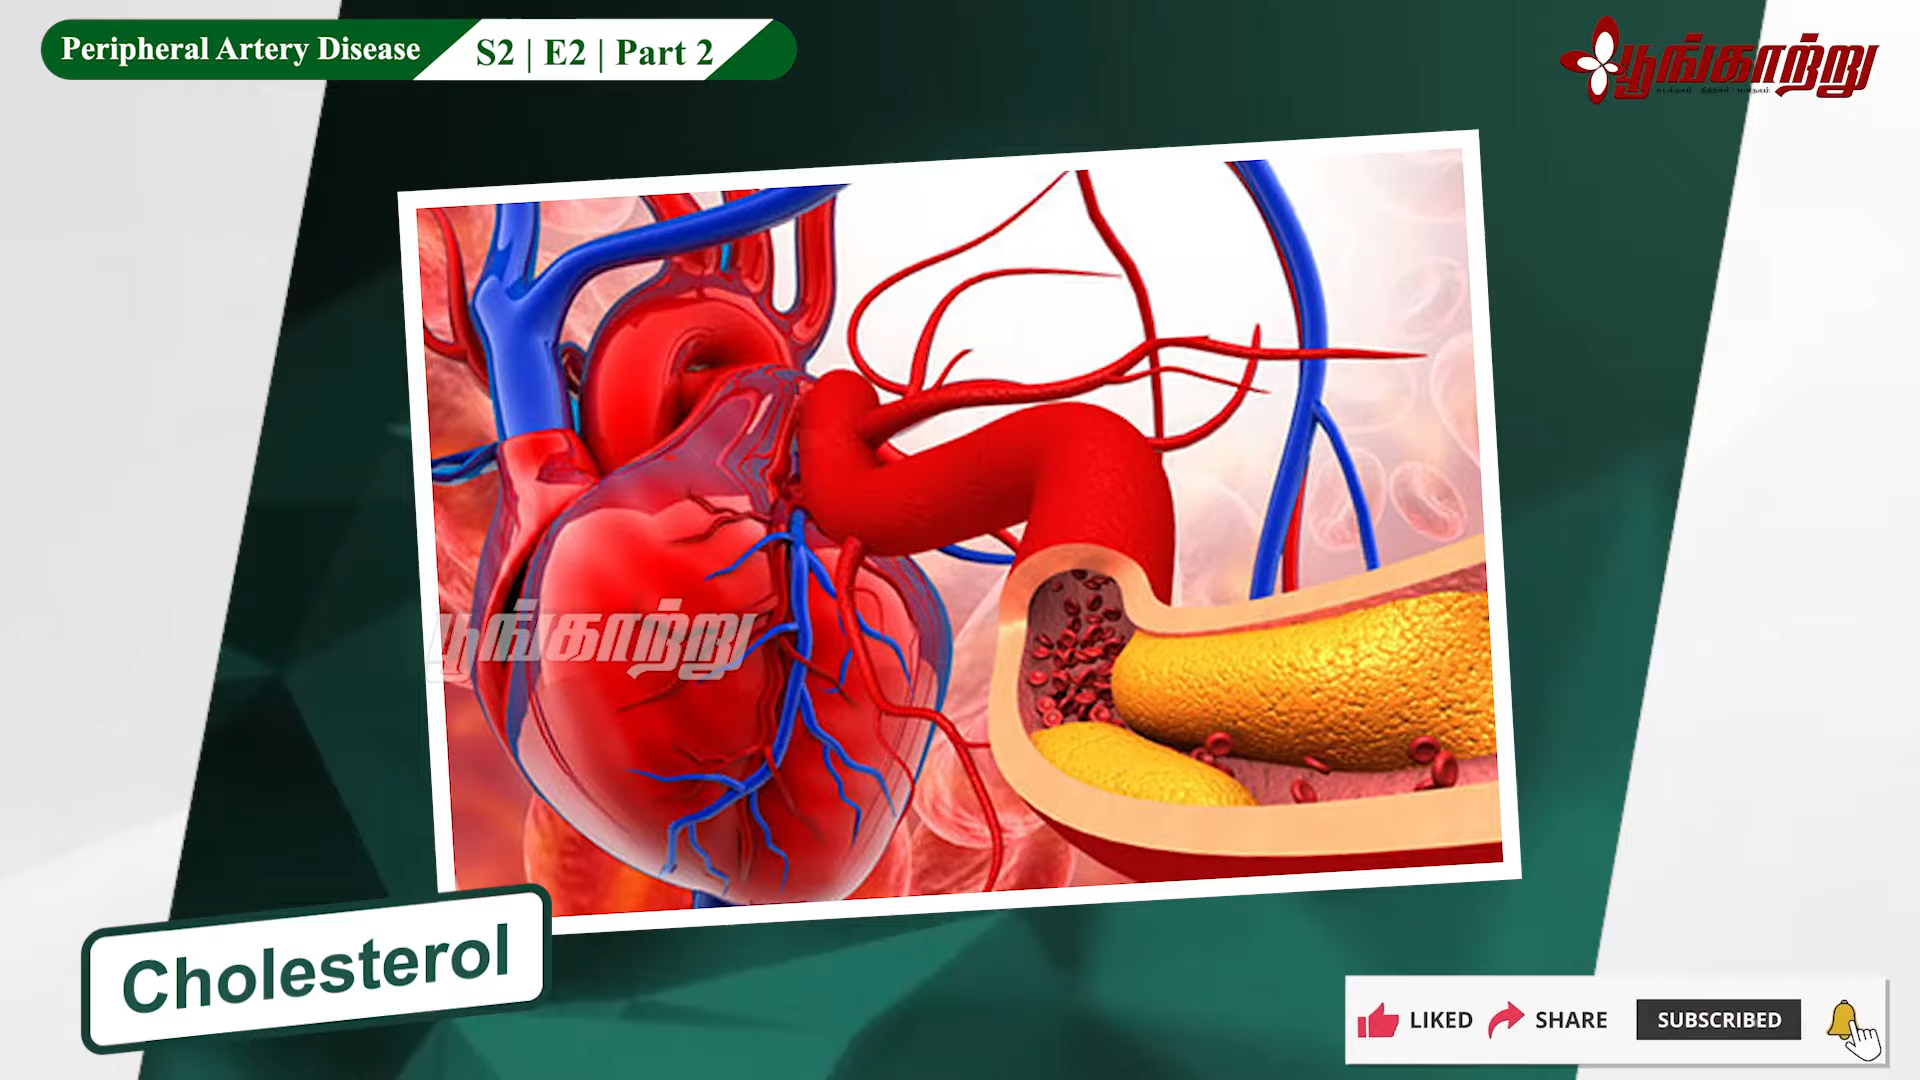 Peripheral Artery Disease
S2 | E2 | Part 2
பூங்காற்று
பூங்காற்று
Cholesterol
LIKED
SHARE
SUBSCRIBED